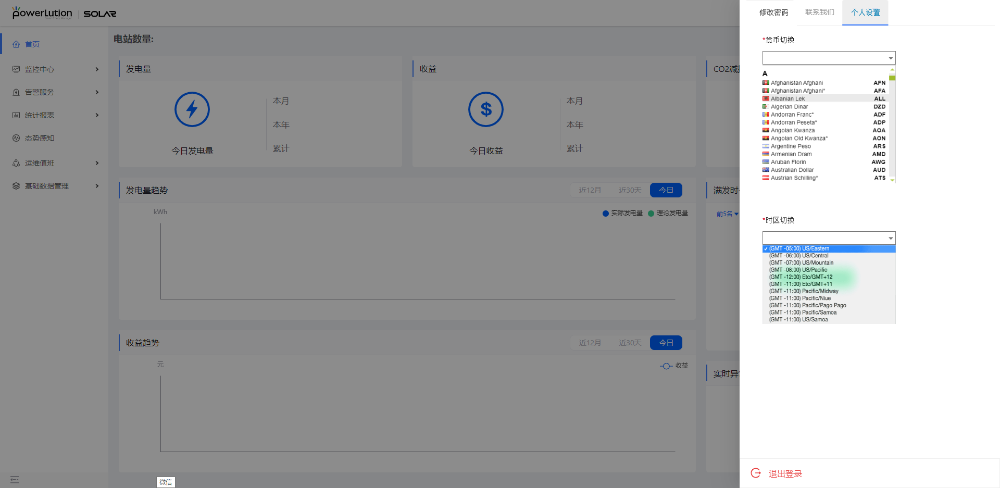 PowerLution | SOLAR
首页
监控中心
告警服务
统计报表
态势感知
运维值班
基础数据管理
电站数量:
发电量
今日发电量
本月
本年
累计
收益
$
今日收益
本月
本年
累计
CO2减
发电量趋势
近12月 近30天 今日
kWh
实际发电量 理论发电量
满发时
前5名
收益趋势
近12月 近30天 今日
元
收益
实时异
微信
修改密码 联系我们 个人设置
*货币切换
A
Afghanistan Afghani AFN
Afghanistan Afghani* AFA
Albanian Lek ALL
Algerian Dinar DZD
Andorran Franc* ADF
Andorran Peseta* ADP
Angolan Kwanza AOA
Angolan Old Kwanza* AON
Argentine Peso ARS
Armenian Dram AMD
Aruban Florin AWG
Australian Dollar AUD
Austrian Schilling* ATS
*时区切换
✓ (GMT -05:00) US/Eastern
(GMT -06:00) US/Central
(GMT -07:00) US/Mountain
(GMT -08:00) US/Pacific
(GMT -12:00) Etc/GMT+12
(GMT -11:00) Etc/GMT+11
(GMT -11:00) Pacific/Midway
(GMT -11:00) Pacific/Niue
(GMT -11:00) Pacific/Pago Pago
(GMT -11:00) Pacific/Samoa
(GMT -11:00) US/Samoa
退出登录